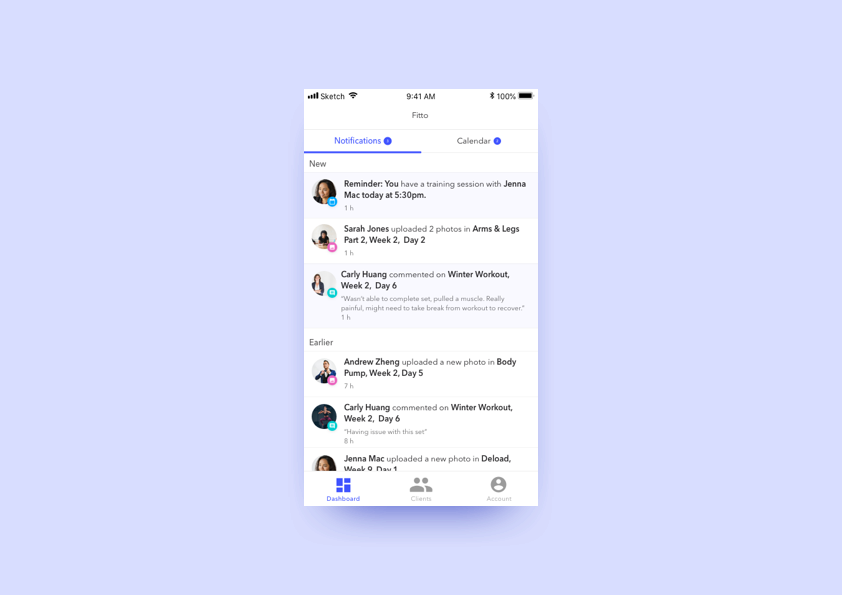 Sketch 9:41 AM 100%
Fitto
Notifications Calendar
New
Reminder: You have a training session with Jenna
Mac today at 5:30pm.
1 h
Sarah Jones uploaded 2 photos in Arms & Legs
Part 2, Week 2, Day 2
1 h
Carly Huang commented on Winter Workout,
Week 2, Day 6
"Wasn't able to complete set, pulled a muscle. Really
painful, might need to take break from workout to recover."
1 h
Earlier
Andrew Zheng uploaded a new photo in Body
Pump, Week 2, Day 5
7 h
Carly Huang commented on Winter Workout,
Week 2, Day 6
"Having issue with this set"
8 h
Jenna Mac uploaded a new photo in Deload,
Week 9, Day 1
Dashboard Clients Account